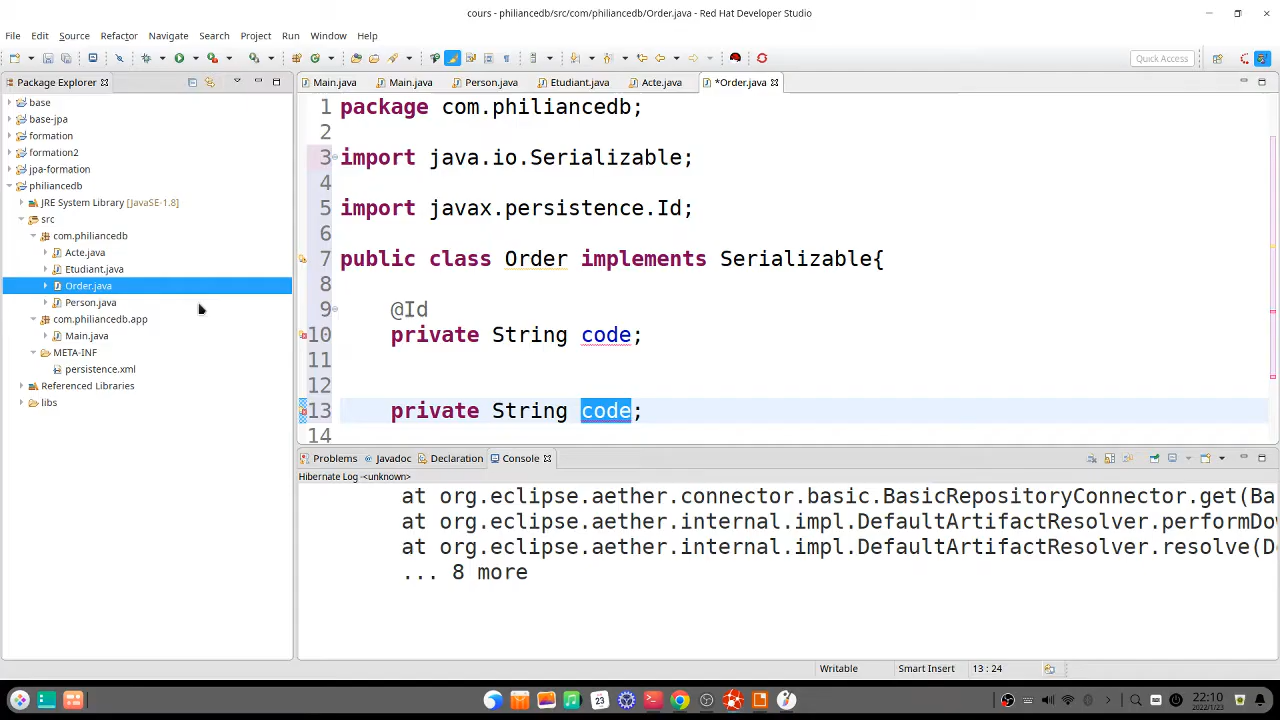 cours - philiancedb/src/com/philiancedb/Order.java - Red Hat Developer Studio
File Edit Source Refactor Navigate Search Project Run Window Help
Quick Access
Package Explorer
Main.java Main.java Person.java Etudiant.java Acte.java *Order.java
base
base-jpa
formation
formation2
jpa-formation
philiancedb
JRE System Library [JavaSE-1.8]
src
com.philiancedb
Acte.java
Etudiant.java
Order.java
Person.java
com.philiancedb.app
Main.java
META-INF
persistence.xml
Referenced Libraries
libs
1 package com.philiancedb;
2
3 import java.io.Serializable;
4
5 import javax.persistence.Id;
6
7 public class Order implements Serializable{
8
9 @Id
10 private String code;
11
12
13 private String code;
14
Problems Javadoc Declaration Console
Hibernate Log -<unknown>
at org.eclipse.aether.connector.basic.BasicRepositoryConnector.get(Ba
at org.eclipse.aether.internal.impl.DefaultArtifactResolver.performDow
at org.eclipse.aether.internal.impl.DefaultArtifactResolver.resolve(D
... 8 more
Writable Smart Insert 13 : 24
23
22:10
2022/1/23